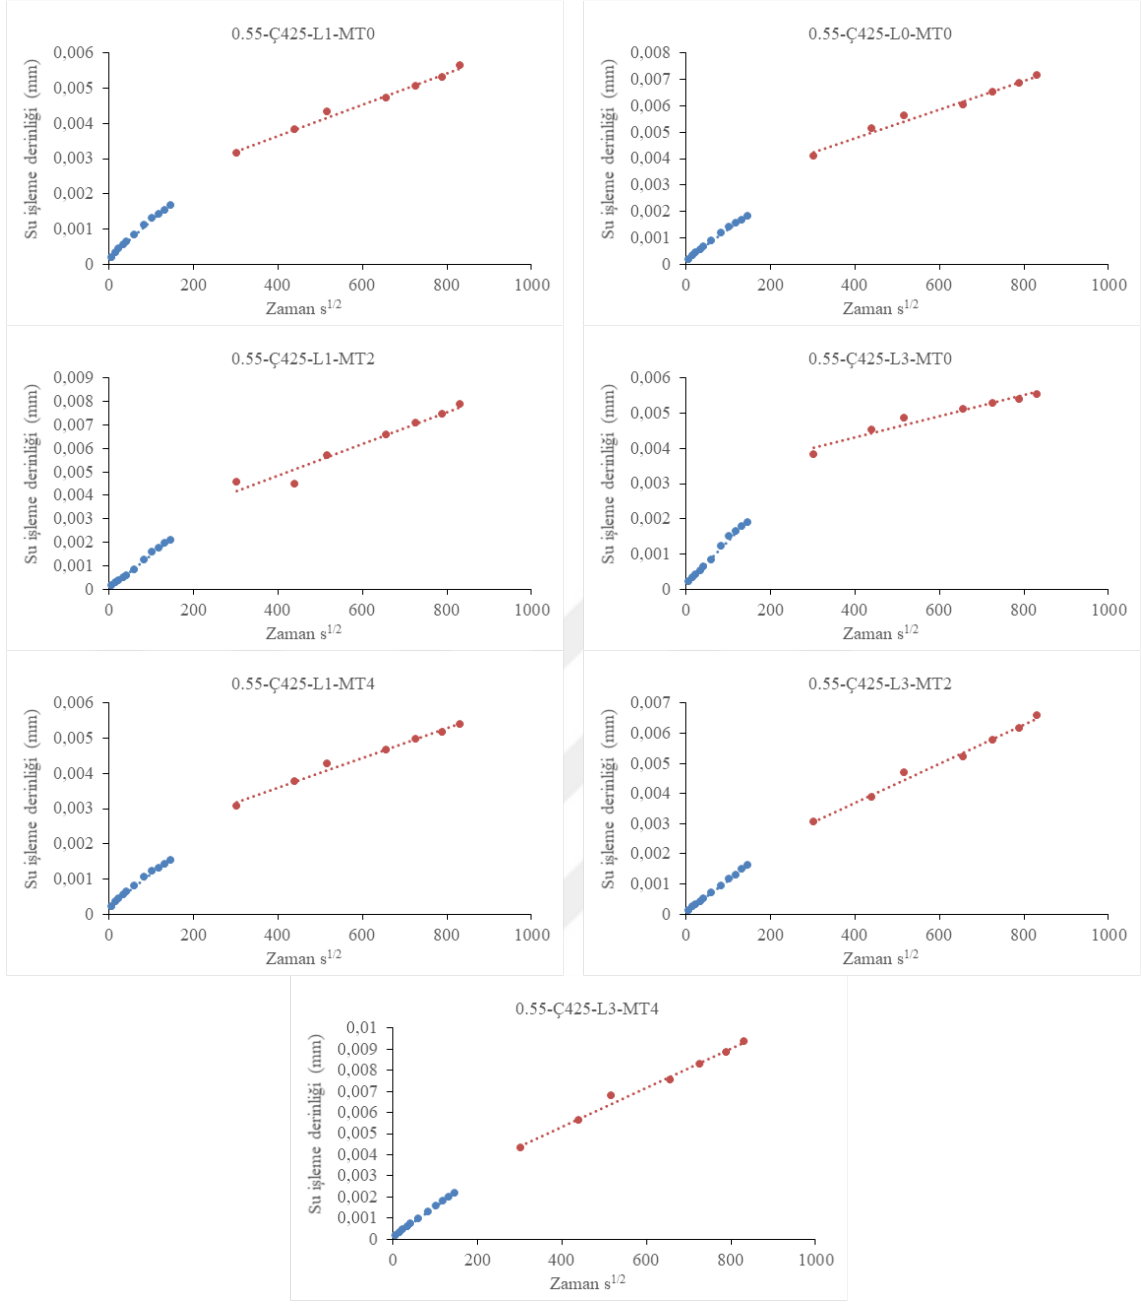 0.55-Ç425-L1-MT0
Su işleme derinliği (mm)
0,006
0,005
0,004
0,003
0,002
0,001
0
0 200 400 600 800 1000
Zaman s1/2
0.55-Ç425-L0-MT0
Su işleme derinliği (mm)
0,008
0,007
0,006
0,005
0,004
0,003
0,002
0,001
0
0 200 400 600 800 1000
Zaman s1/2
0.55-Ç425-L1-MT2
Su işleme derinliği (mm)
0,009
0,008
0,007
0,006
0,005
0,004
0,003
0,002
0,001
0
0 200 400 600 800 1000
Zaman s1/2
0.55-Ç425-L3-MT0
Su işleme derinliği (mm)
0,006
0,005
0,004
0,003
0,002
0,001
0
0 200 400 600 800 1000
Zaman s1/2
0.55-Ç425-L1-MT4
Su işleme derinliği (mm)
0,006
0,005
0,004
0,003
0,002
0,001
0
0 200 400 600 800 1000
Zaman s1/2
0.55-Ç425-L3-MT2
Su işleme derinliği (mm)
0,007
0,006
0,005
0,004
0,003
0,002
0,001
0
0 200 400 600 800 1000
Zaman s1/2
0.55-Ç425-L3-MT4
Su işleme derinliği (mm)
0,01
0,009
0,008
0,007
0,006
0,005
0,004
0,003
0,002
0,001
0
0 200 400 600 800 1000
Zaman s1/2